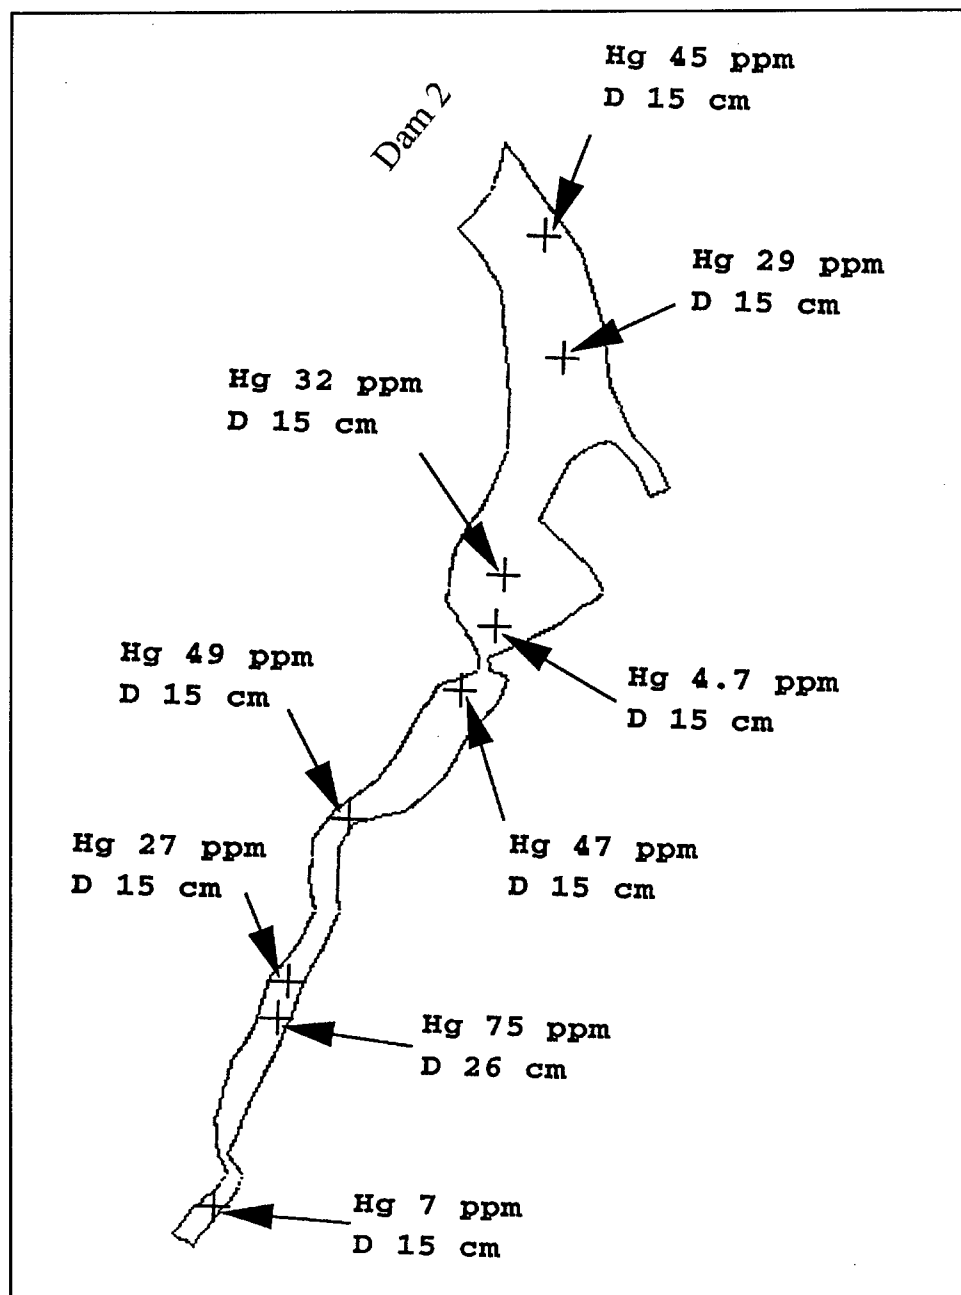 Hg 45 ppm
D 15 cm
Dam 2
Hg 29 ppm
D 15 cm
Hg 32 ppm
D 15 cm
Hg 49 ppm
D 15 cm
Hg 4.7 ppm
D 15 cm
Hg 27 ppm
D 15 cm
Hg 47 ppm
D 15 cm
Hg 75 ppm
D 26 cm
Hg 7 ppm
D 15 cm